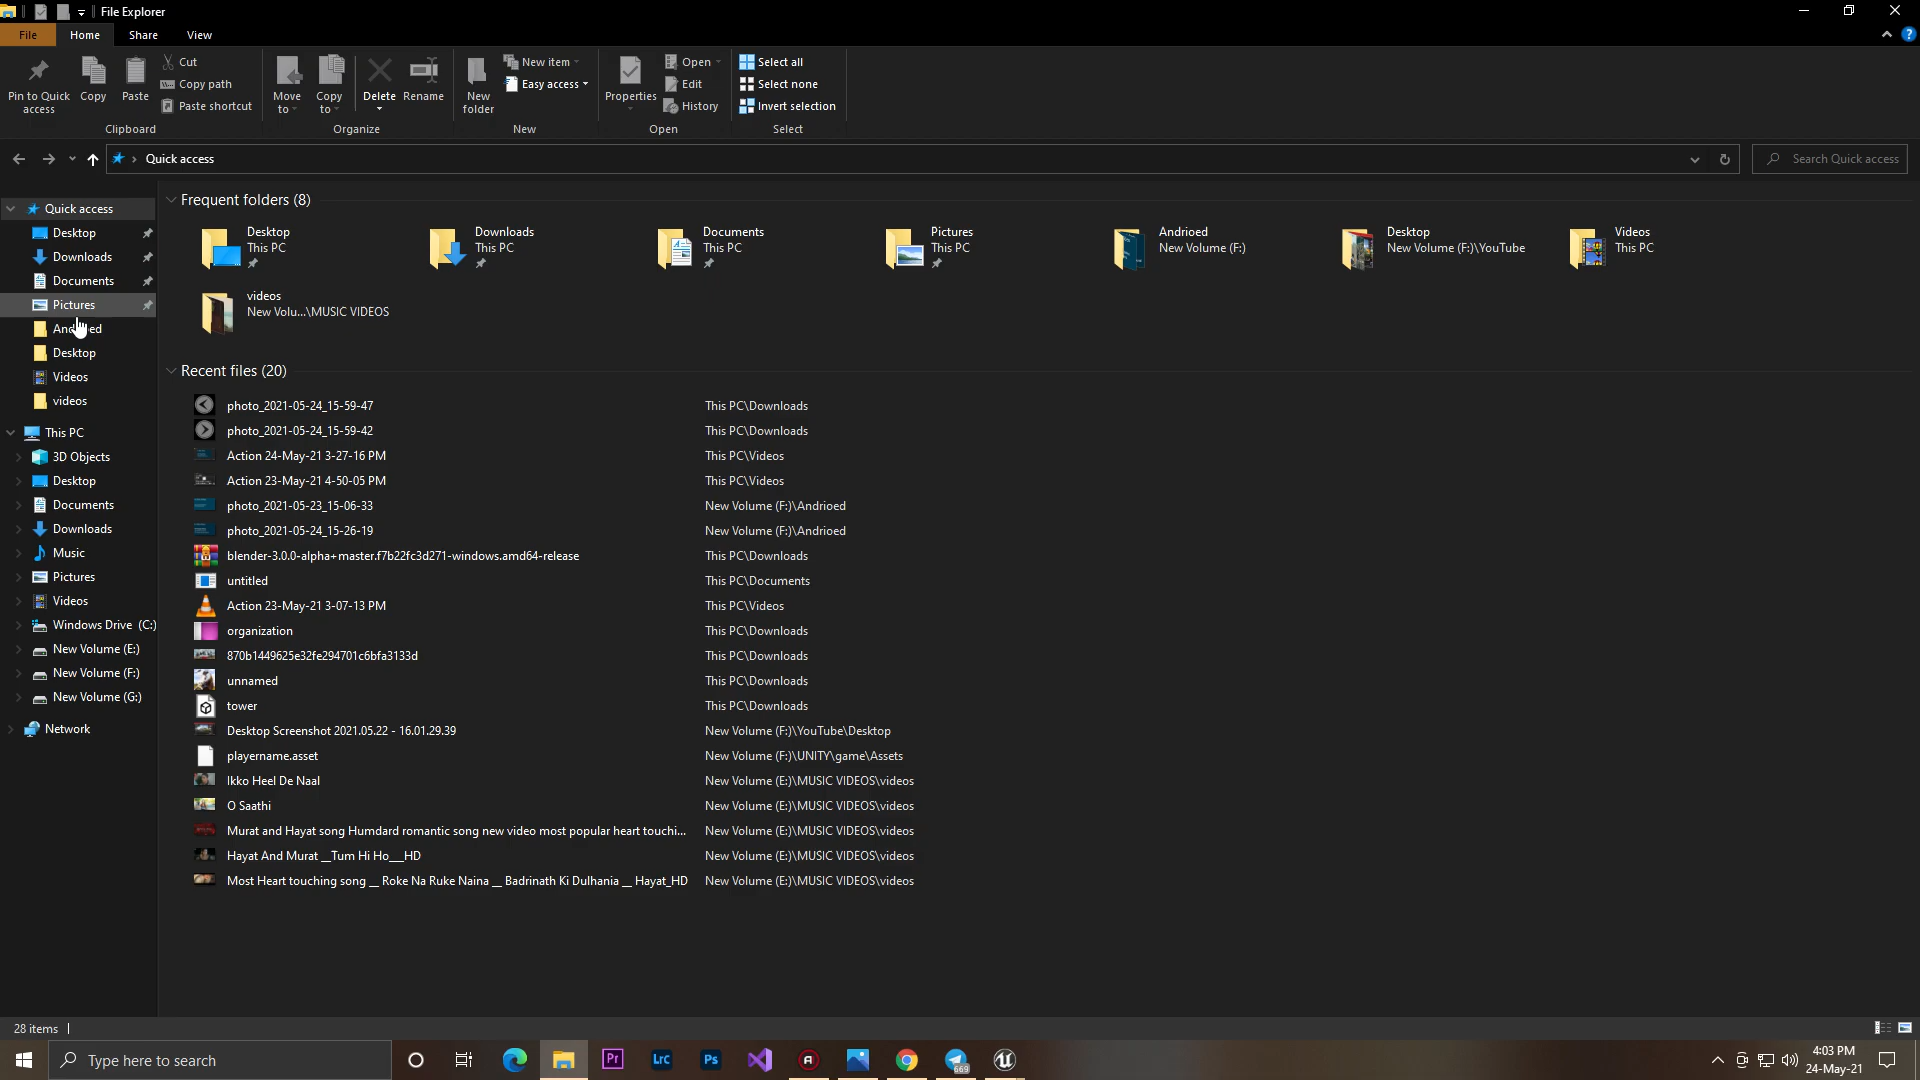 File Explorer
File
Home
Share
View
Pin to Quick access
Copy
Paste
Cut
Copy path
Paste shortcut
Clipboard
Move to
Copy to
Delete
Rename
Organize
New folder
New item
Easy access
New
Properties
Open
Edit
History
Open
Select all
Select none
Invert selection
Select
Quick access
Search Quick access
Quick access
Desktop
Downloads
Documents
Pictures
Desktop
Videos
videos
This PC
3D Objects
Desktop
Documents
Downloads
Music
Pictures
Videos
Windows Drive (C:)
New Volume (E:)
New Volume (F:)
New Volume (G:)
Network
Frequent folders (8)
Desktop
This PC
Downloads
This PC
Documents
This PC
Pictures
This PC
Andrioed
New Volume (F:)
Desktop
New Volume (F:)\YouTube
Videos
This PC
videos
New Volu...\MUSIC VIDEOS
Recent files (20)
photo_2021-05-24_15-59-47 This PC\Downloads
photo_2021-05-24_15-59-42 This PC\Downloads
Action 24-May-21 3-27-16 PM This PC\Videos
Action 23-May-21 4-50-05 PM This PC\Videos
photo_2021-05-23_15-06-33 New Volume (F:)\Andrioed
photo_2021-05-24_15-26-19 New Volume (F:)\Andrioed
blender-3.0.0-alpha+master.f7b22fc3d271-windows.amd64-release This PC\Downloads
untitled This PC\Documents
Action 23-May-21 3-07-13 PM This PC\Videos
organization This PC\Downloads
870b1449625e32fe294701c6bfa3133d This PC\Downloads
unnamed This PC\Downloads
tower This PC\Downloads
Desktop Screenshot 2021.05.22 - 16.01.29.39 New Volume (F:)\YouTube\Desktop
playername.asset New Volume (F:)\UNITY\game\Assets
Ikko Heel De Naal New Volume (E:)\MUSIC VIDEOS\videos
O Saathi New Volume (E:)\MUSIC VIDEOS\videos
Murat and Hayat song Humdard romantic song new video most popular heart touchi... New Volume (E:)\MUSIC VIDEOS\videos
Hayat And Murat __Tum Hi Ho___HD New Volume (E:)\MUSIC VIDEOS\videos
Most Heart touching song __ Roke Na Ruke Naina __ Badrinath Ki Dulhania __ Hayat_HD New Volume (E:)\MUSIC VIDEOS\videos
28 items
Type here to search
Pr
Lrc
Ps
669
4:03 PM
24-May-21